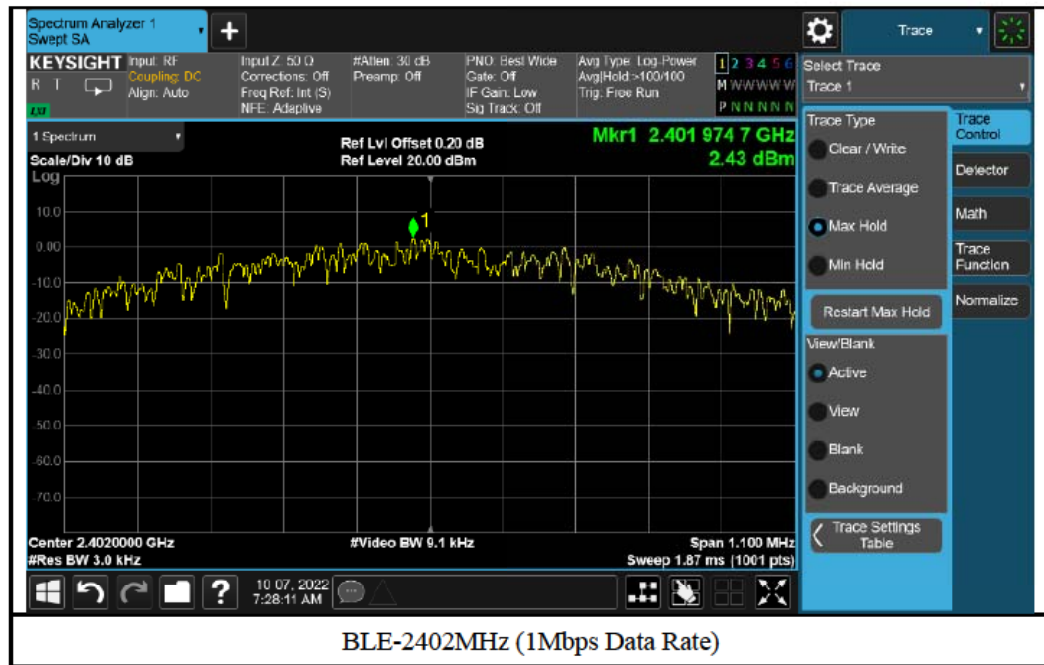 Spectrum Analyzer 1
Swept SA
+
Trace
KEYSIGHT
R T
LXI
Input: RF
Coupling: DC
Align: Auto
Input Z: 50 Ω
Corrections: Off
Freq Ref: Int (S)
NFE: Adaptive
#Atten: 30 dB
Preamp: Off
PNO: Best Wide
Gate: Off
IF Gain: Low
Sig Track: Off
Avg Type: Log-Power
Avg|Hold:>100/100
Trig: Free Run
1 2 3 4 5 6
M W W W W W
P N N N N N
Select Trace
Trace 1
1 Spectrum
Scale/Div 10 dB
Log
Ref Lvl Offset 0.20 dB
Ref Level 20.00 dBm
Mkr1 2.401 974 7 GHz
2.43 dBm
1
10.0
0.00
-10.0
-20.0
-30.0
-40.0
-50.0
-60.0
-70.0
Center 2.4020000 GHz
#Res BW 3.0 kHz
#Video BW 9.1 kHz
Span 1.100 MHz
Sweep 1.87 ms (1001 pts)
Trace Type
Clear / Write
Trace Average
Max Hold
Min Hold
Restart Max Hold
View/Blank
Active
View
Blank
Background
Trace Settings
Table
Trace
Control
Detector
Math
Trace
Function
Normalize
?
10 07, 2022
7:28:11 AM
BLE-2402MHz (1Mbps Data Rate)